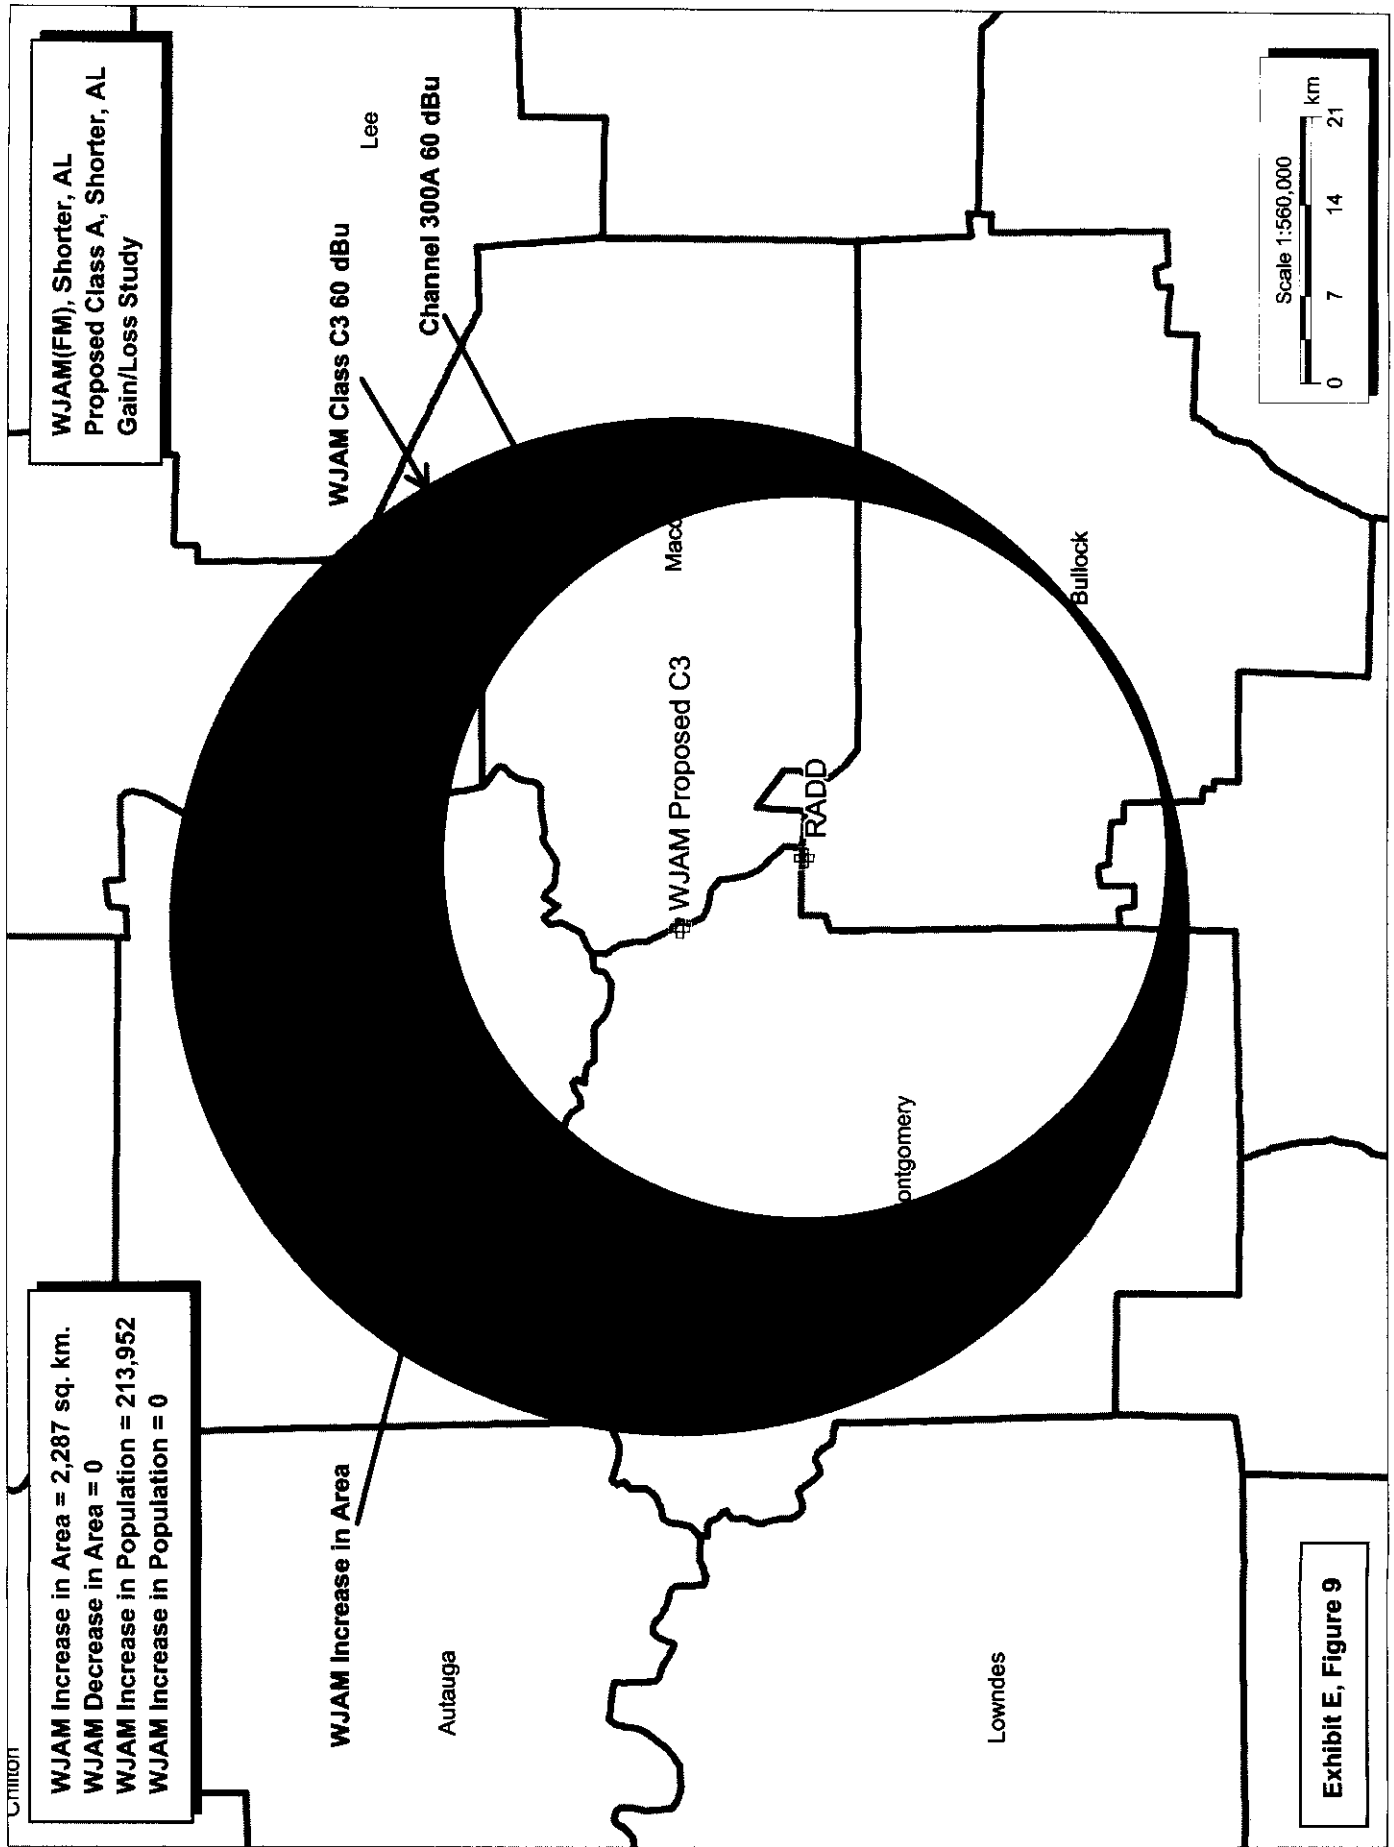 Chilton
WJAM Increase in Area = 2,287 sq. km.
WJAM Decrease in Area = 0
WJAM Increase in Population = 213,952
WJAM Increase in Population = 0
WJAM(FM), Shorter, AL
Proposed Class A, Shorter, AL
Gain/Loss Study
WJAM Increase in Area
WJAM Class C3 60 dBu
Lee
Channel 300A 60 dBu
Autauga
Maco
WJAM Proposed C3
RADD
ontgomery
Lowndes
Bullock
Exhibit E, Figure 9
Scale 1:560,000
0 7 14 21 km